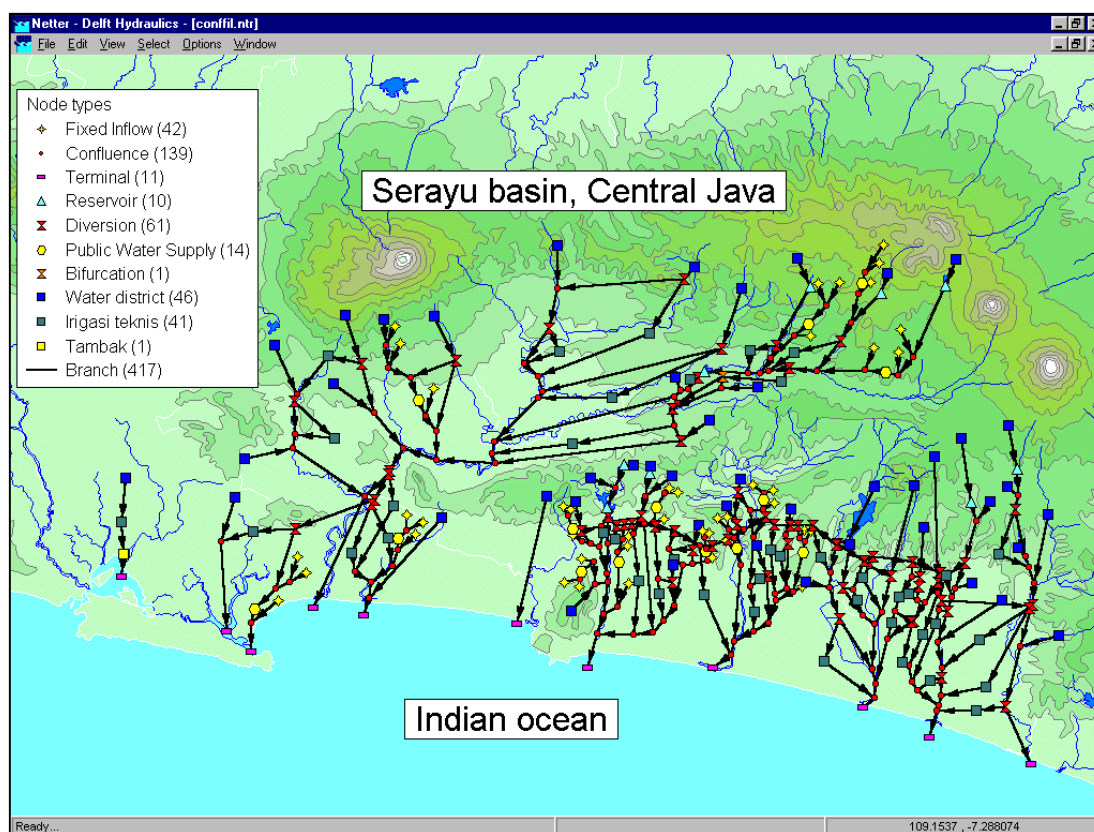 Netter - Delft Hydraulics - [conffil.ntr]
File Edit View Select Options Window
Node types
Fixed Inflow (42)
Confluence (139)
Terminal (11)
Reservoir (10)
Diversion (61)
Public Water Supply (14)
Bifurcation (1)
Water district (46)
Irigasi teknis (41)
Tambak (1)
Branch (417)
Serayu basin, Central Java
Indian ocean
Ready...
109.1537 , -7.288074